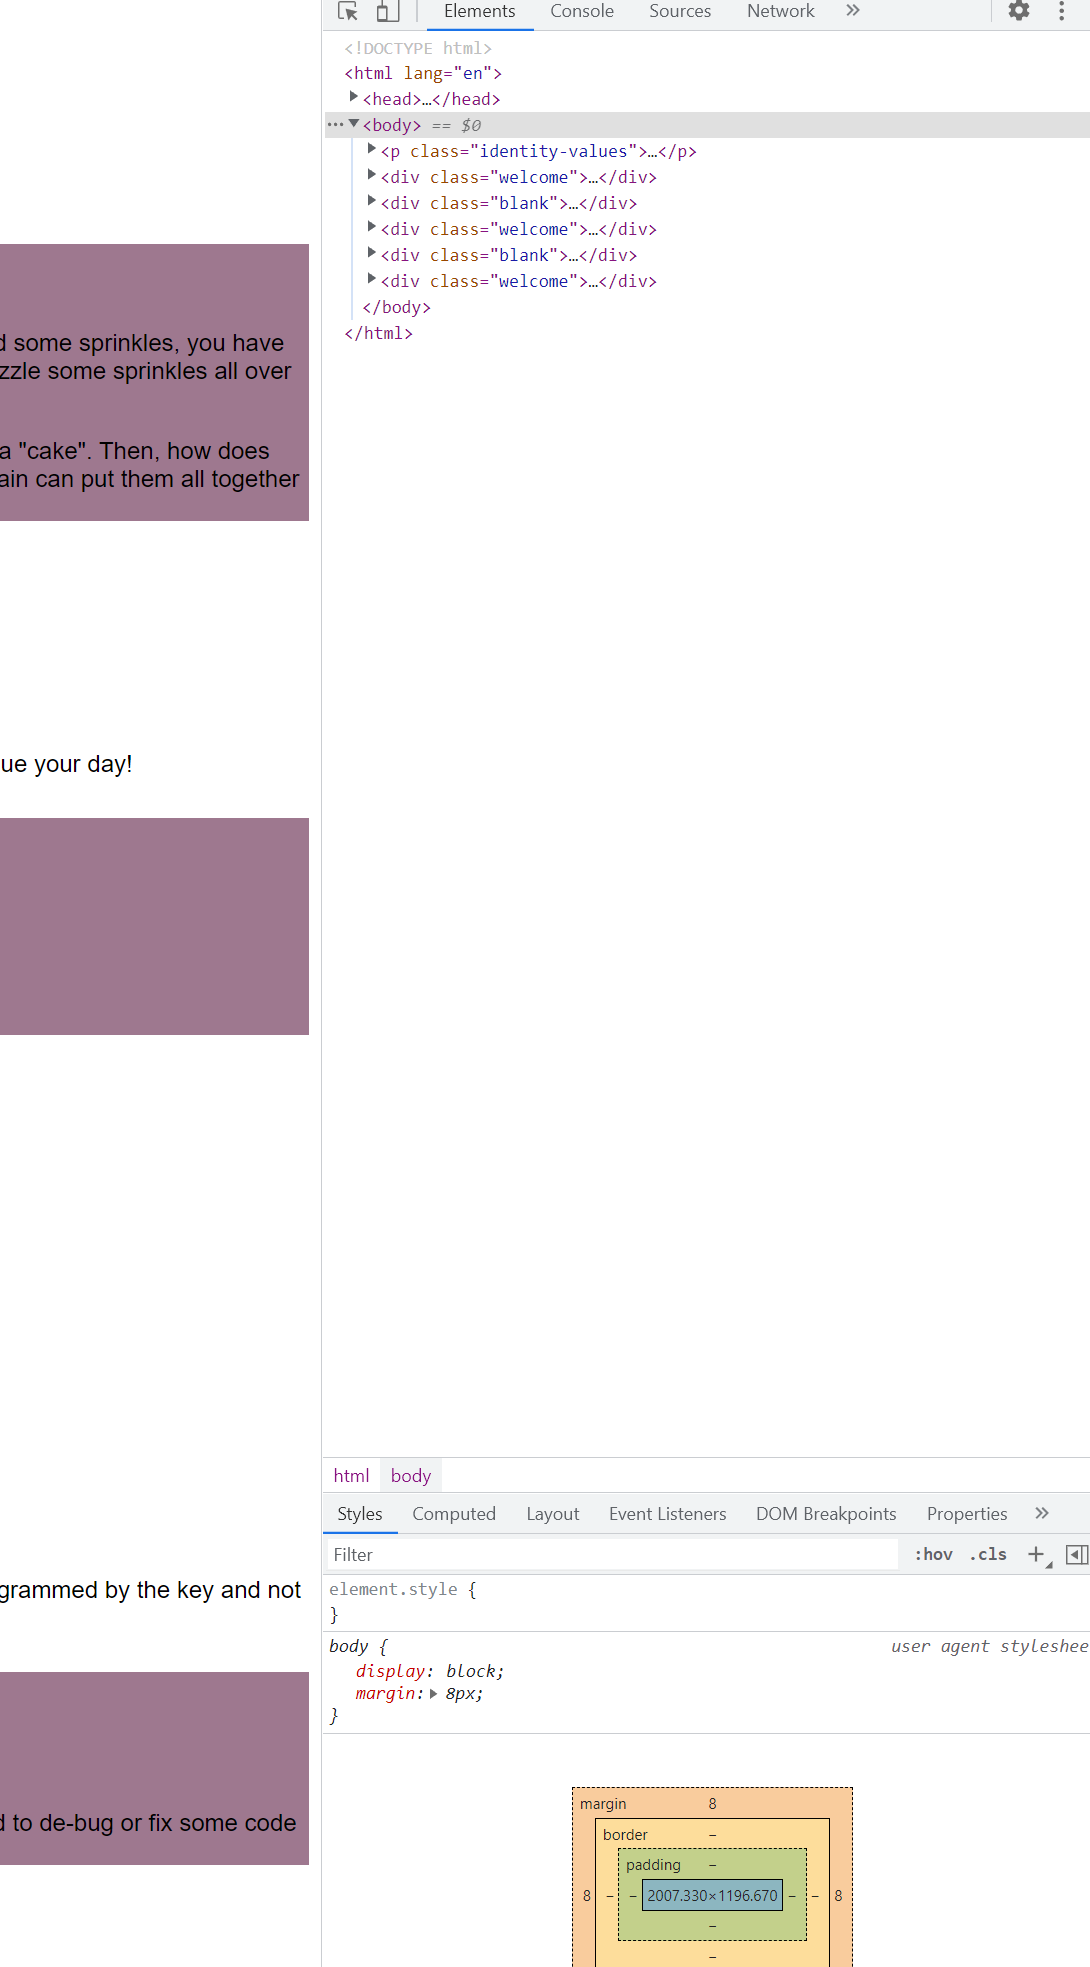 d some sprinkles, you have
zzle some sprinkles all over
a "cake". Then, how does
ain can put them all together
ue your day!
grammed by the key and not
d to de-bug or fix some code
Elements Console Sources Network »
<!DOCTYPE html>
<html lang="en">
<head>…</head>
<body> == $0
<p class="identity-values">…</p>
<div class="welcome">…</div>
<div class="blank">…</div>
<div class="welcome">…</div>
<div class="blank">…</div>
<div class="welcome">…</div>
</body>
</html>
html body
Styles Computed Layout Event Listeners DOM Breakpoints Properties »
Filter :hov .cls +
element.style {
}
body { user agent styleshee
display: block;
margin: 8px;
}
margin 8
border –
padding –
8 – – 2007.330×1196.670 – – 8
–
–